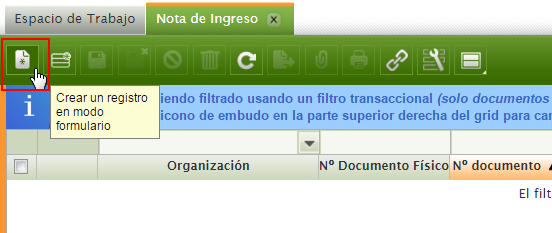 Espacio de Trabajo
Nota de Ingreso
Crear un registro
en modo
formulario
iendo filtrado usando un filtro transaccional (solo documentos
icono de embudo en la parte superior derecha del grid para car
Organización
Nº Documento Físico
Nº documento
El filt